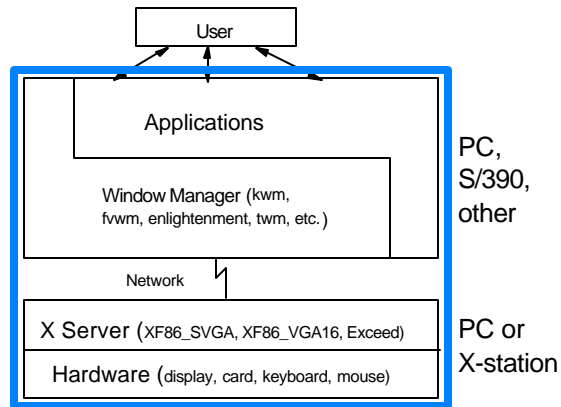 User
Applications
PC,
S/390,
other
Window Manager (kwm,
fvwm, enlightenment, twm, etc.)
Network
X Server (XF86_SVGA, XF86_VGA16, Exceed)
Hardware (display, card, keyboard, mouse)
PC or
X-station